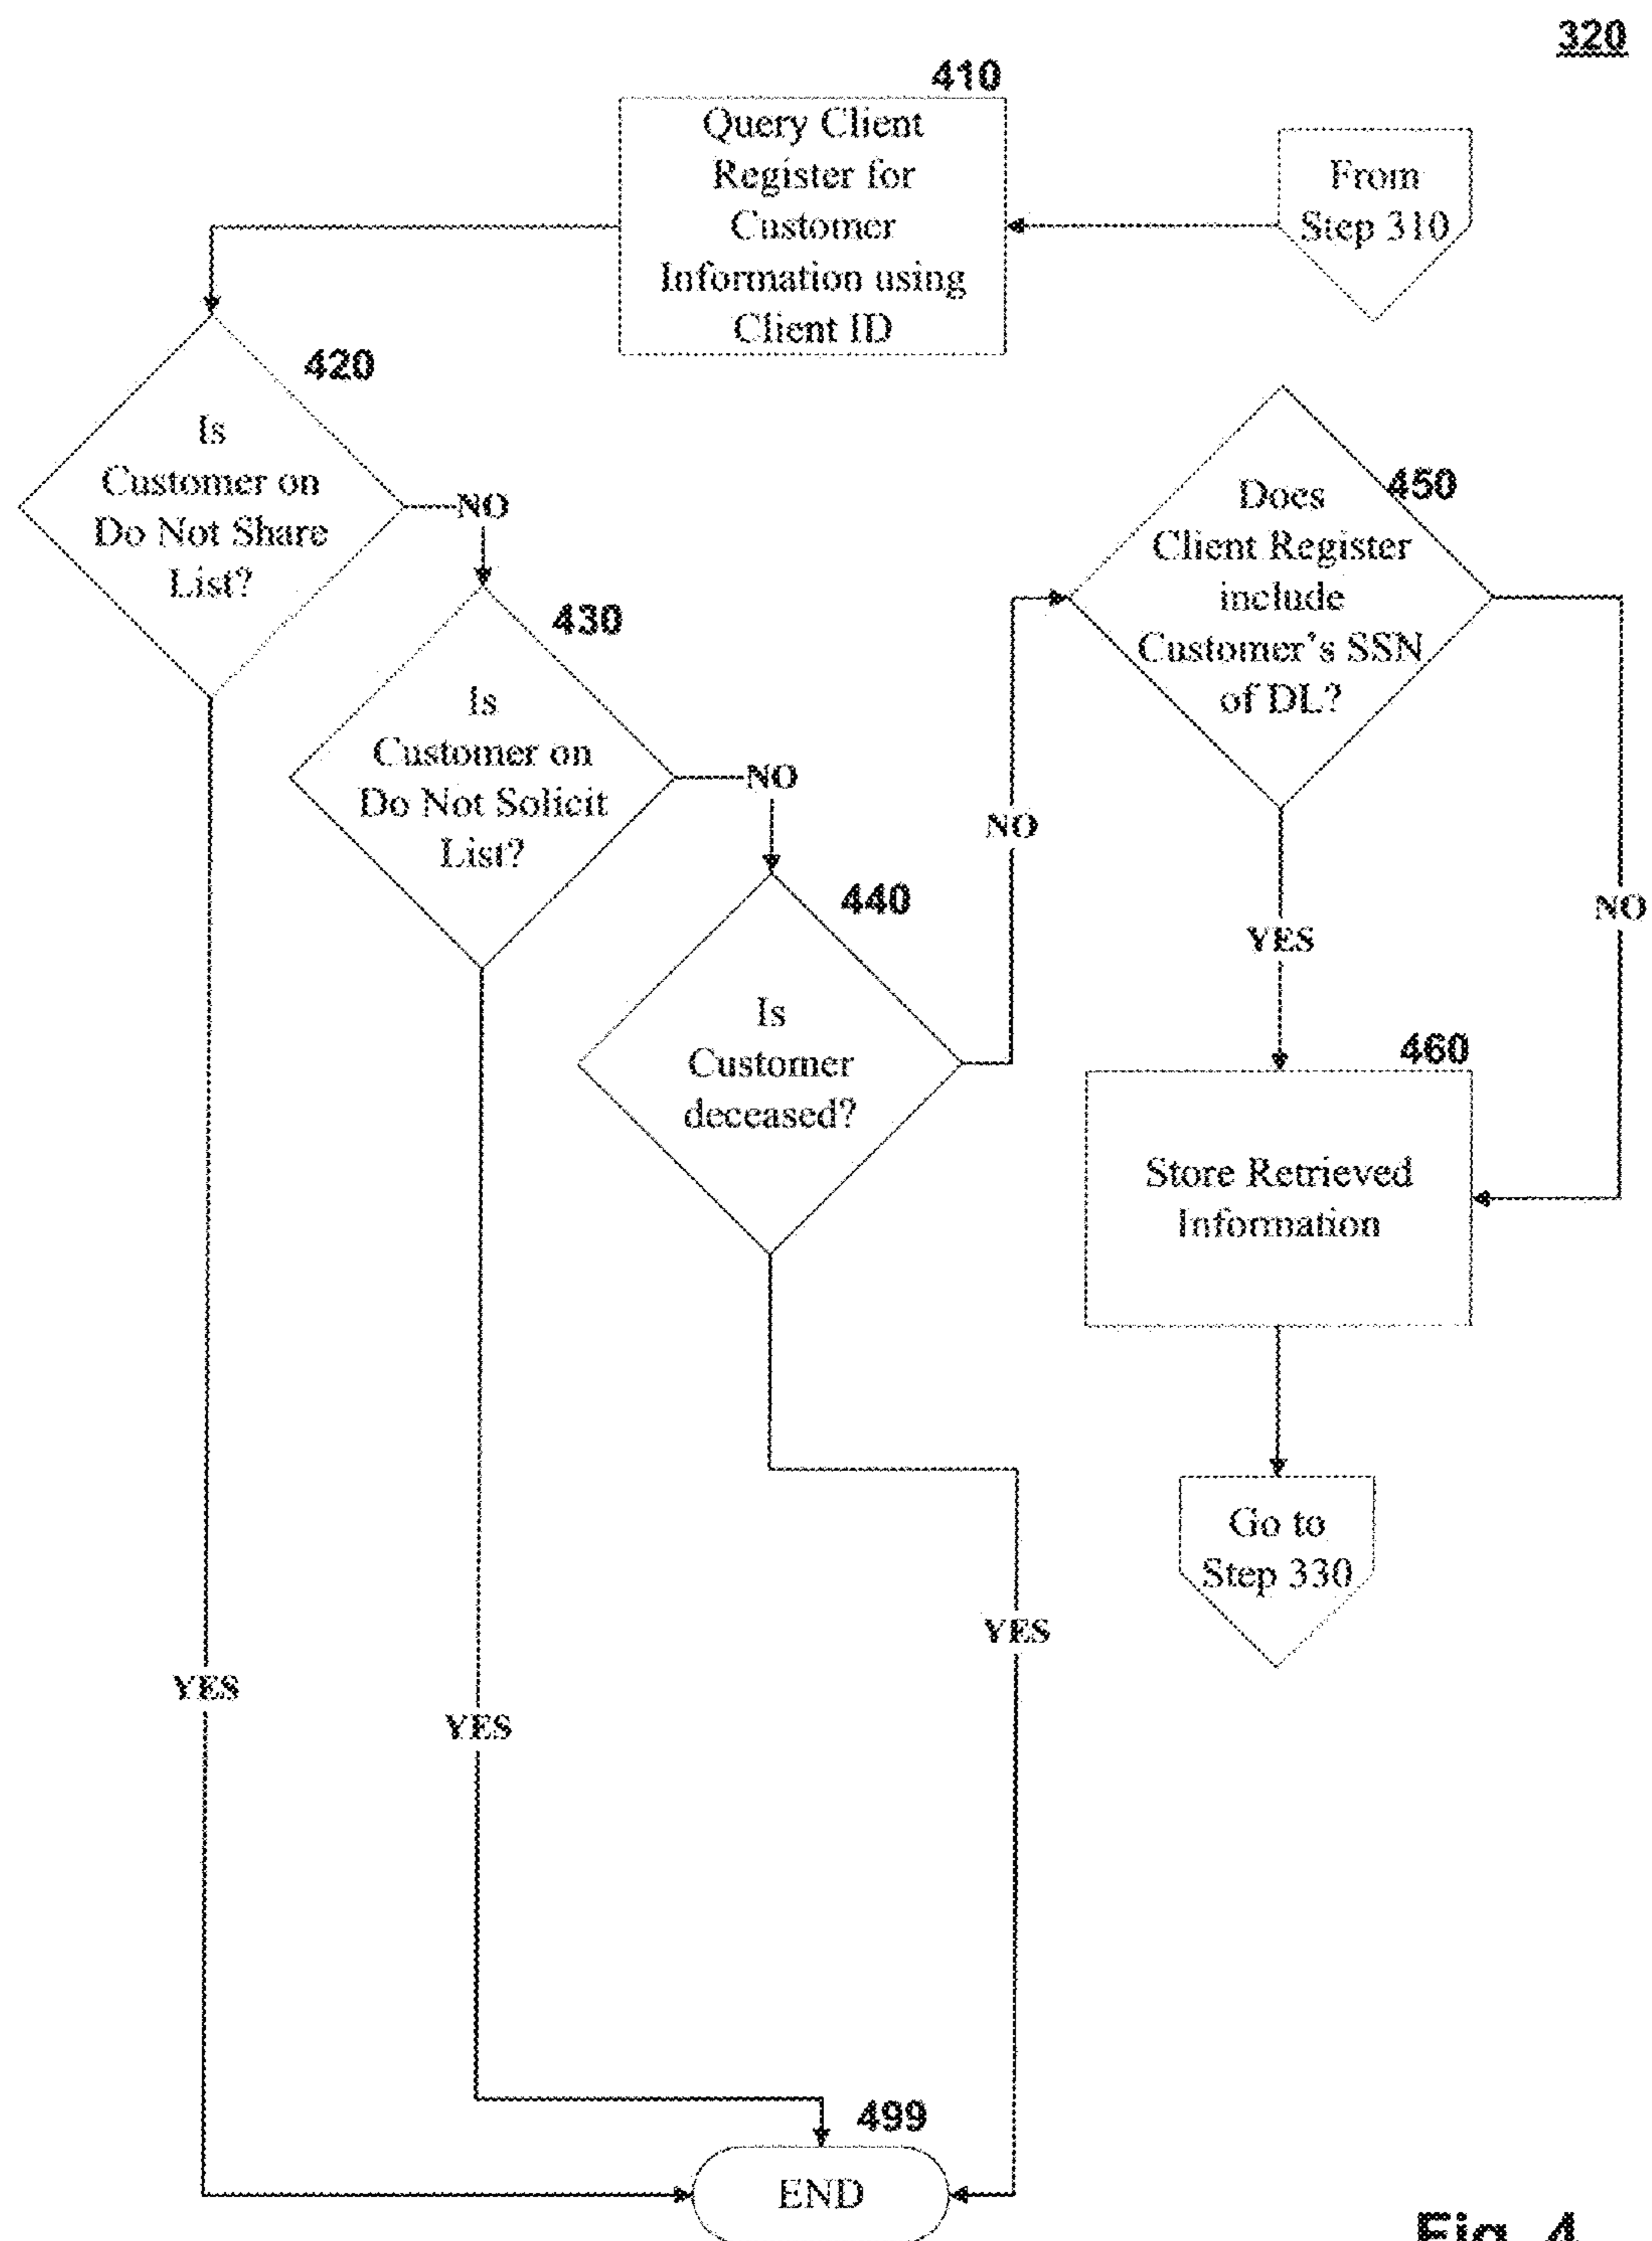 320
410
Query Client
Register for
Customer
Information using
Client ID
From
Step 310
420
Is
Customer on
Do Not Share
List?
NO
430
Is
Customer on
Do Not Solicit
List?
NO
440
Is
Customer
deceased?
NO
450
Does
Client Register
include
Customer's SSN
of DL?
YES
NO
460
Store Retrieved
Information
Go to
Step 330
YES
YES
YES
499
END
Fig. 4